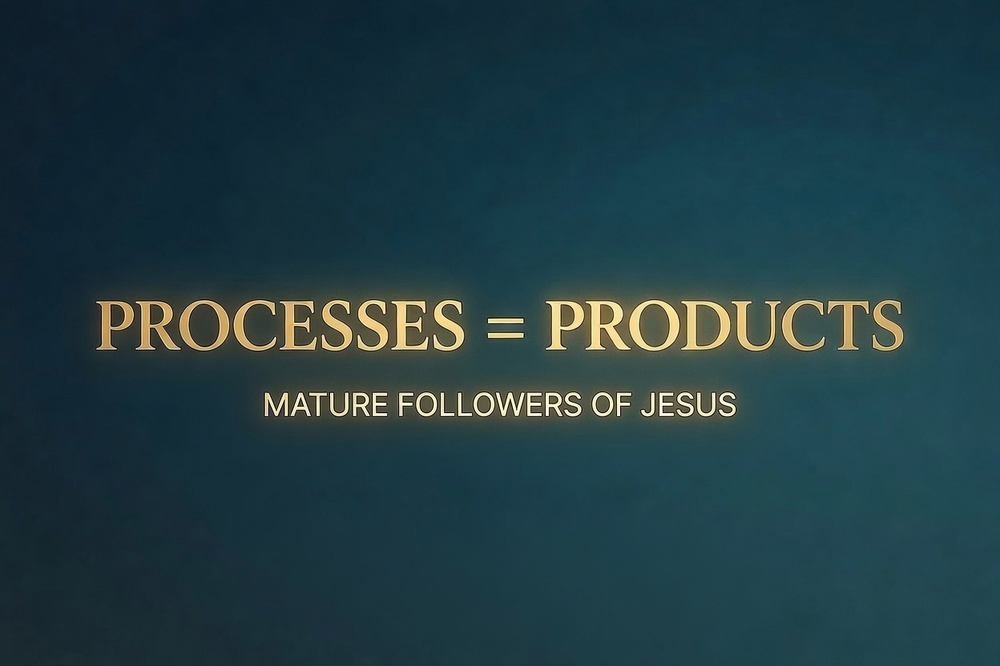 PROCESSES = PRODUCTS
MATURE FOLLOWERS OF JESUS